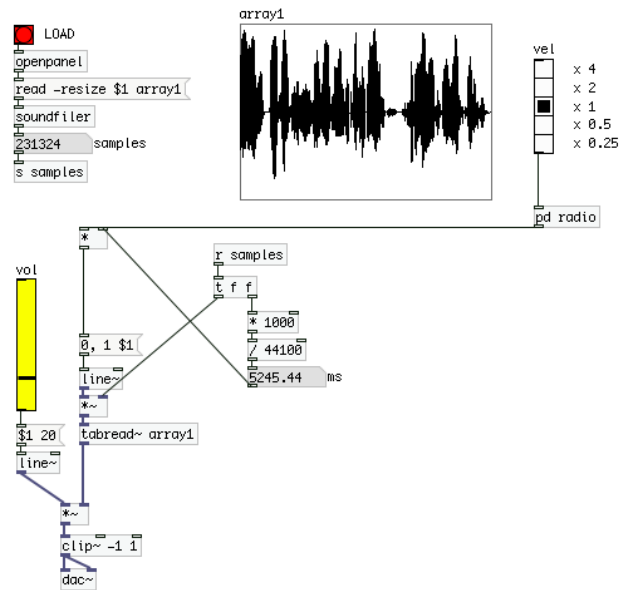 array1
LOAD
openpanel
read -resize $1 array1
soundfiler
231324 samples
s samples
vel
x 4
x 2
x 1
x 0.5
x 0.25
pd radio
*
r samples
t f f
* 1000
/ 44100
5245.44 ms
vol
0, 1 $1
line~
*~
tabread~ array1
$1 20
line~
*~
clip~ -1 1
dac~